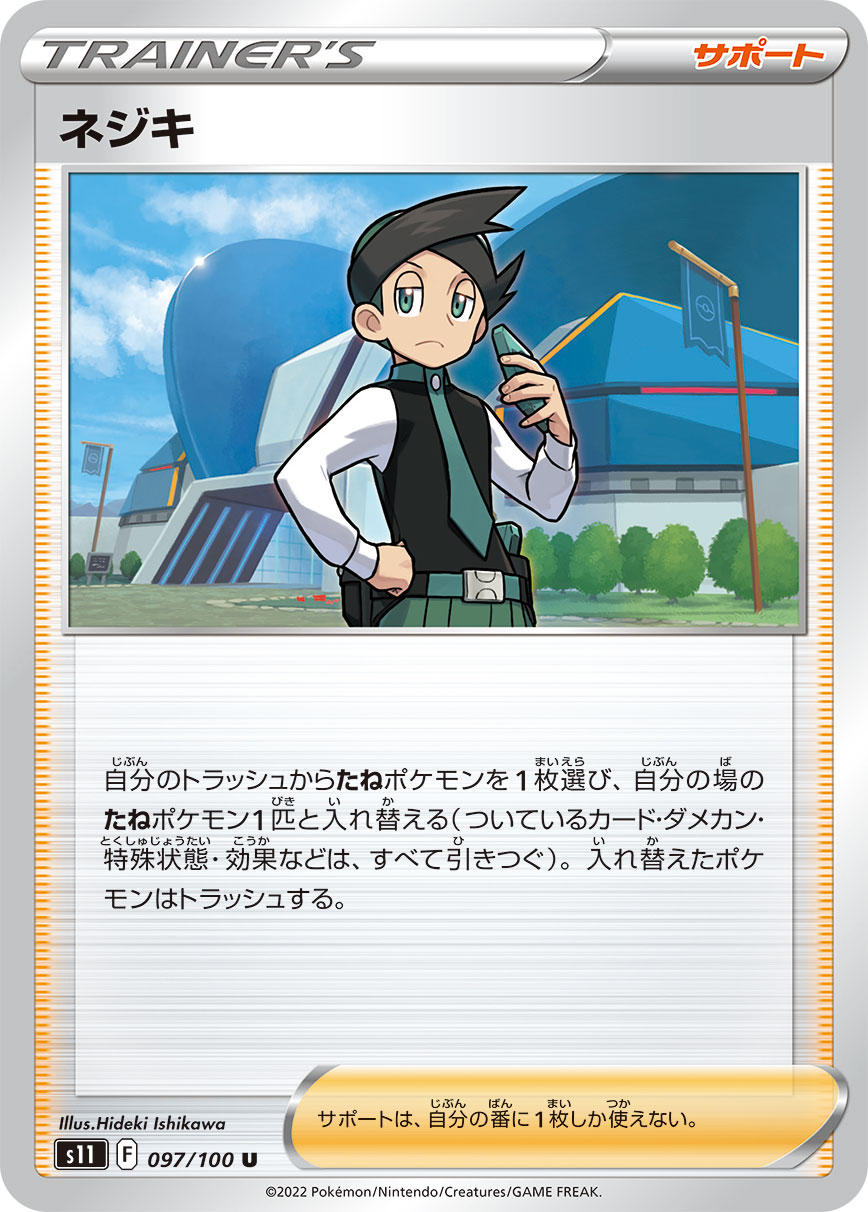 TRAINER'S
サポート
ネジキ
自分のトラッシュからたねポケモンを1枚選び、自分の場の
たねポケモン1匹と入れ替える（ついているカード・ダメカン・
特殊状態・効果などは、すべて引きつぐ）。入れ替えたポケ
モンはトラッシュする。
Illus.Hideki Ishikawa
サポートは、自分の番に1枚しか使えない。
s11 F 097/100 U
©2022 Pokémon/Nintendo/Creatures/GAME FREAK.